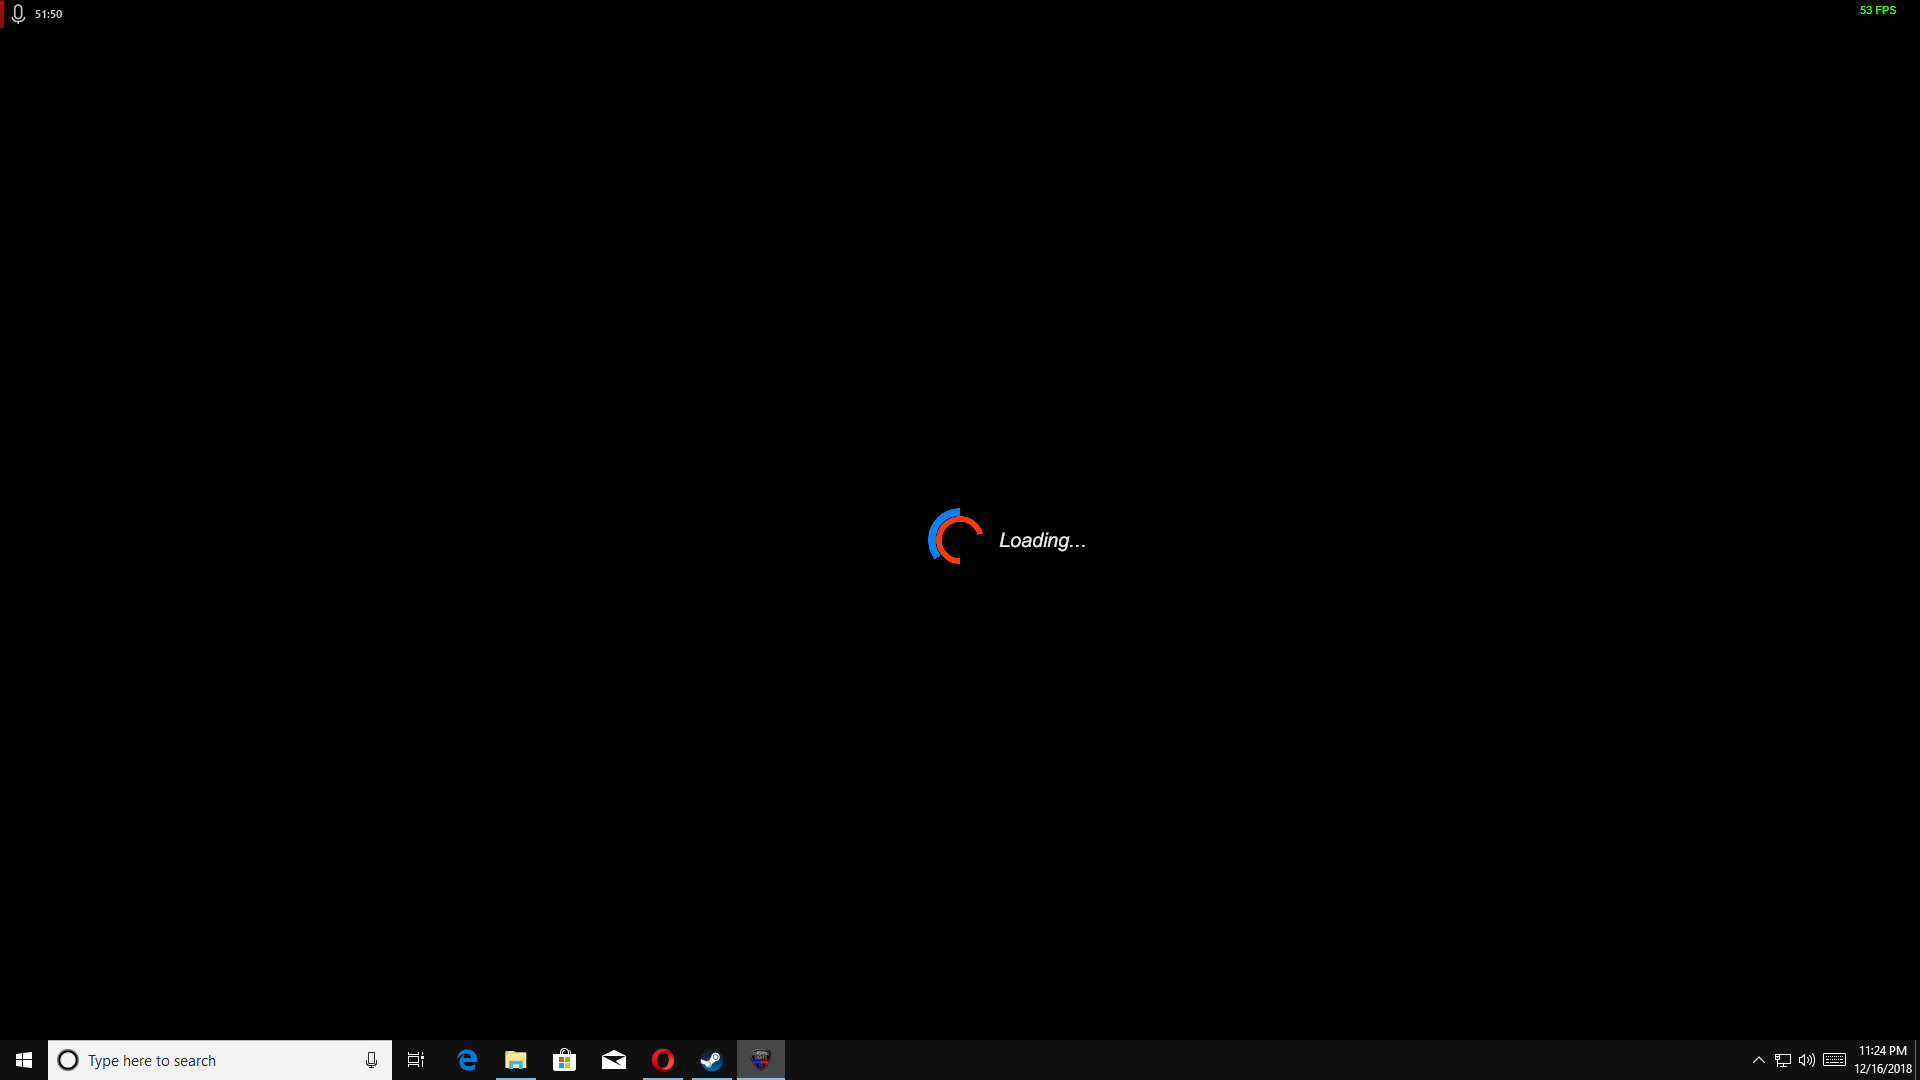 51:50
53 FPS
Loading...
Type here to search
11:24 PM
12/16/2018